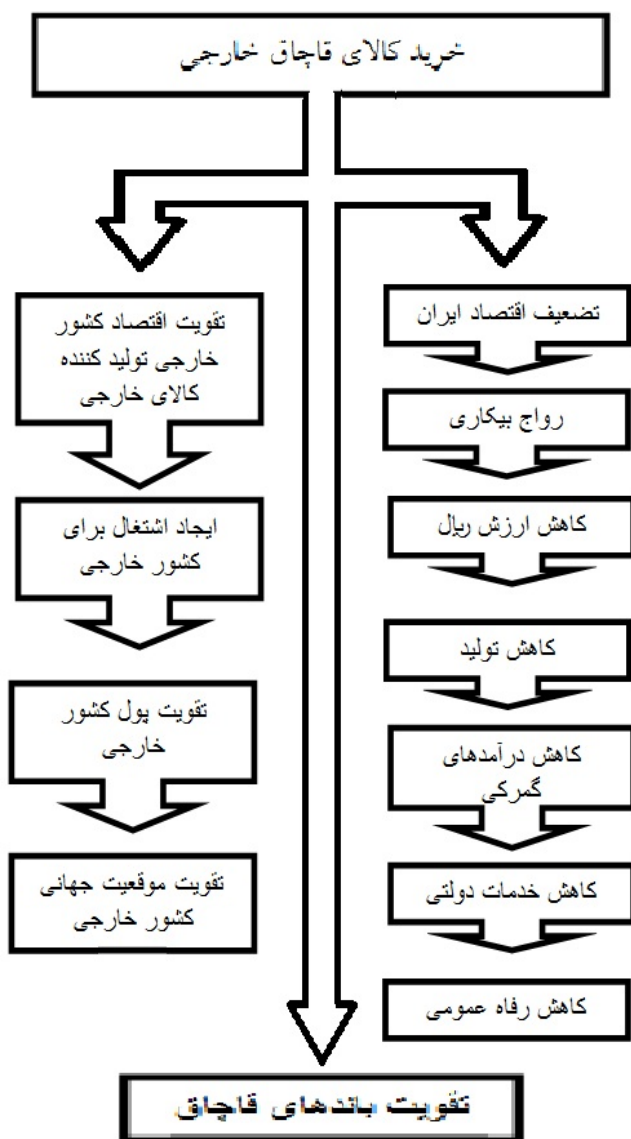 خرید کالای قاچاق خارجی
تضعیف اقتصاد ایران
رواج بیکاری
کاهش ارزش ریال
کاهش تولید
کاهش درآمدهای
گمرکی
کاهش خدمات دولتی
کاهش رفاه عمومی
تقویت اقتصاد کشور
خارجی تولید کننده
کالای خارجی
ایجاد اشتغال برای
کشور خارجی
تقویت پول کشور
خارجی
تقویت موقعیت جهانی
کشور خارجی
تقویت باندهای قاچاق